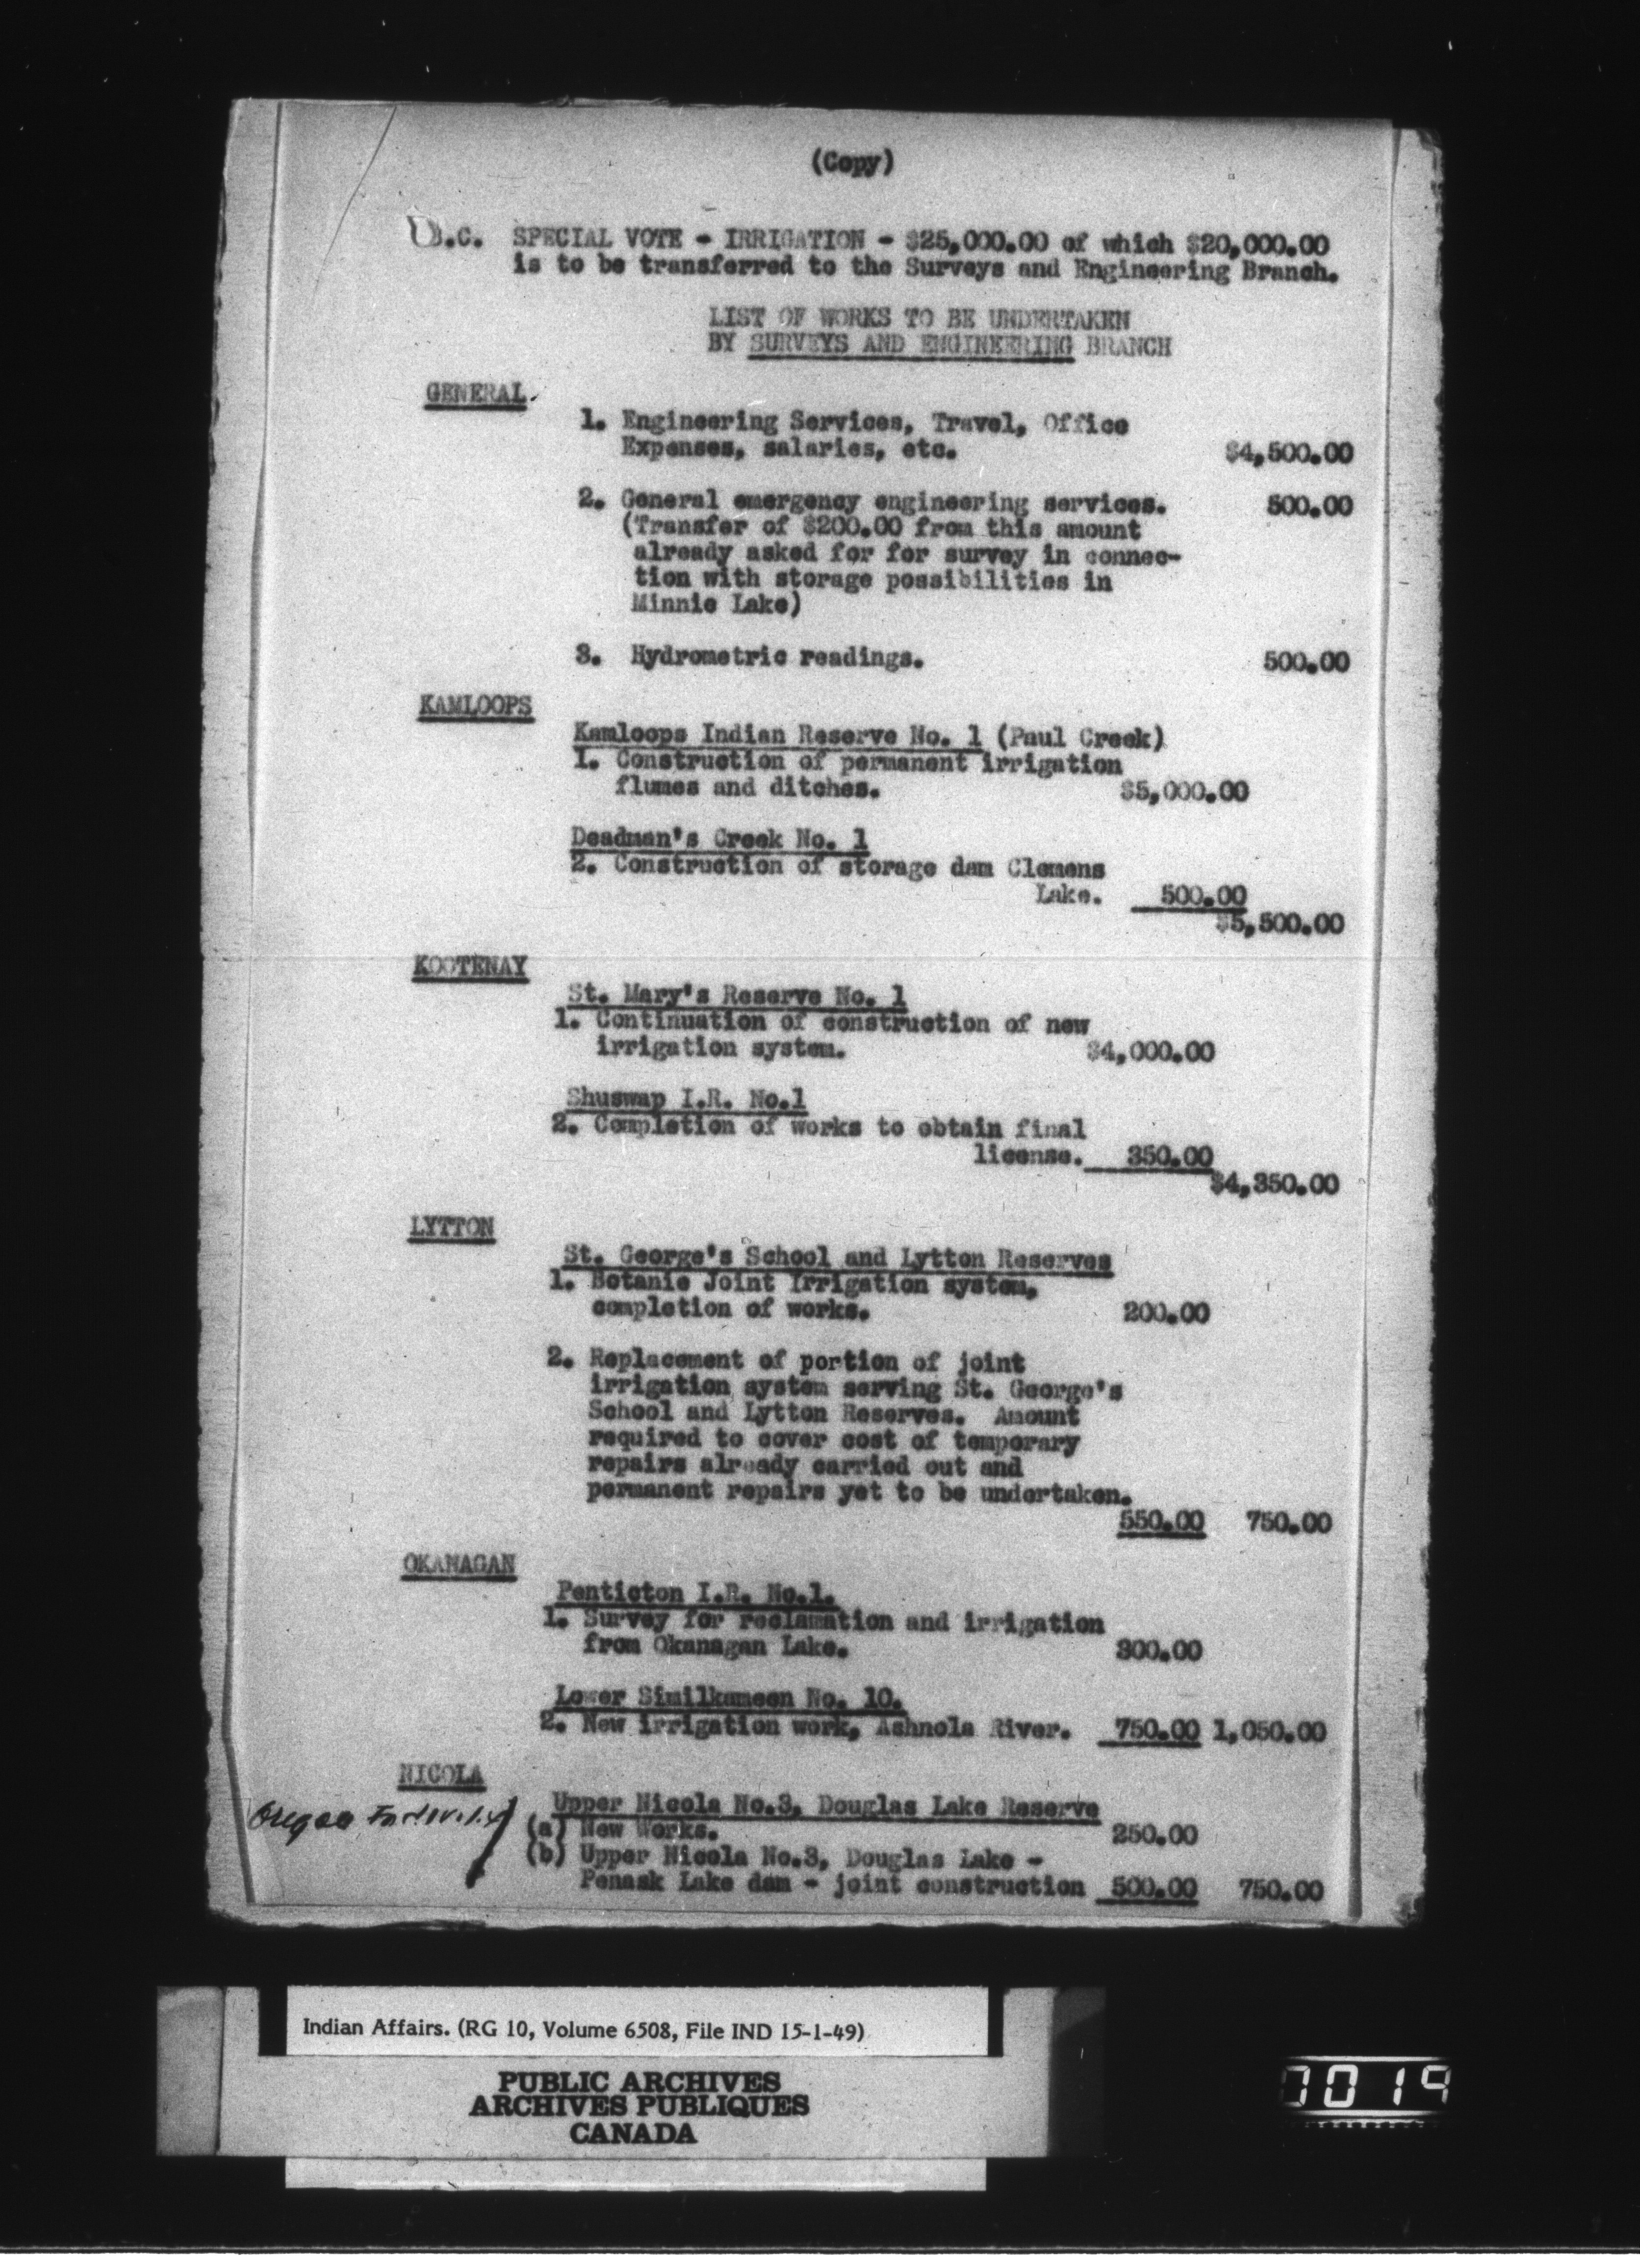 (Copy)
B.C. SPECIAL VOTE - IRRIGATION - $25,000.00 of which $20,000.00
is to be transferred to the Surveys and Engineering Branch.
LIST OF WORKS TO BE UNDERTAKEN
BY SURVEYS AND ENGINEERING BRANCH
GENERAL.
1. Engineering Services, Travel, Office
Expenses, salaries, etc. $4,500.00
2. General emergency engineering services. 500.00
(Transfer of $200.00 from this amount
already asked for for survey in connec-
tion with storage possibilities in
Minnie Lake)
3. Hydrometric readings. 500.00
KAMLOOPS
Kamloops Indian Reserve No. 1 (Paul Creek)
1. Construction of permanent irrigation
flumes and ditches. $5,000.00
Deadman's Creek No. 1
2. Construction of storage dam Clemens
Lake. 500.00
$5,500.00
KOOTENAY
St. Mary's Reserve No. 1
1. Continuation of construction of new
irrigation system. $4,000.00
Shuswap I.R. No.1
2. Completion of works to obtain final
license. 350.00
$4,350.00
LYTTON
St. George's School and Lytton Reserves
1. Botanie Joint Irrigation system,
completion of works. 200.00
2. Replacement of portion of joint
irrigation system serving St. George's
School and Lytton Reserves. Amount
required to cover cost of temporary
repairs already carried out and
permanent repairs yet to be undertaken.
550.00 750.00
OKANAGAN
Penticton I.R. No.1.
1. Survey for reclamation and irrigation
from Okanagan Lake. 300.00
Lower Similkameen No. 10.
2. New irrigation work, Ashnola River. 750.00 1,050.00
NICOLA
Upper Nicola No.3, Douglas Lake Reserve
(a) New Works. 250.00
(b) Upper Nicola No.3, Douglas Lake -
Penask Lake dam - joint construction 500.00 750.00
Indian Affairs. (RG 10, Volume 6508, File IND 15-1-49)
PUBLIC ARCHIVES
ARCHIVES PUBLIQUES
CANADA
0019